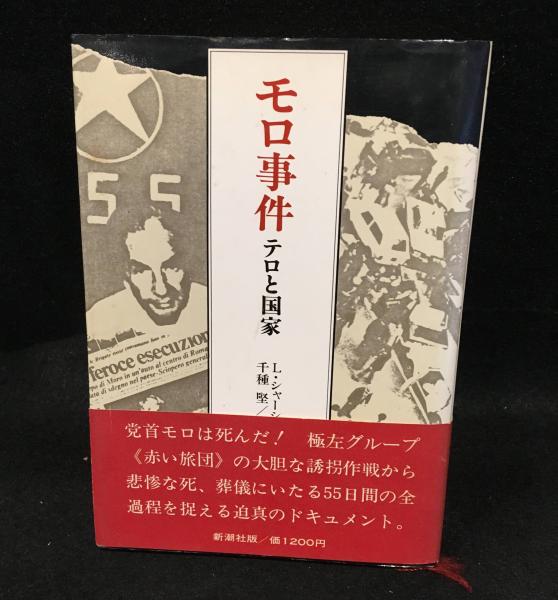 モロ事件
テロと国家
L・シャーシ
千種 堅/
55
feroce esecuzion
党首モロは死んだ! 極左グループ
《赤い旅団》の大胆な誘拐作戦から
悲惨な死、葬儀にいたる55日間の全
過程を捉える迫真のドキュメント。
新潮社版/価1200円